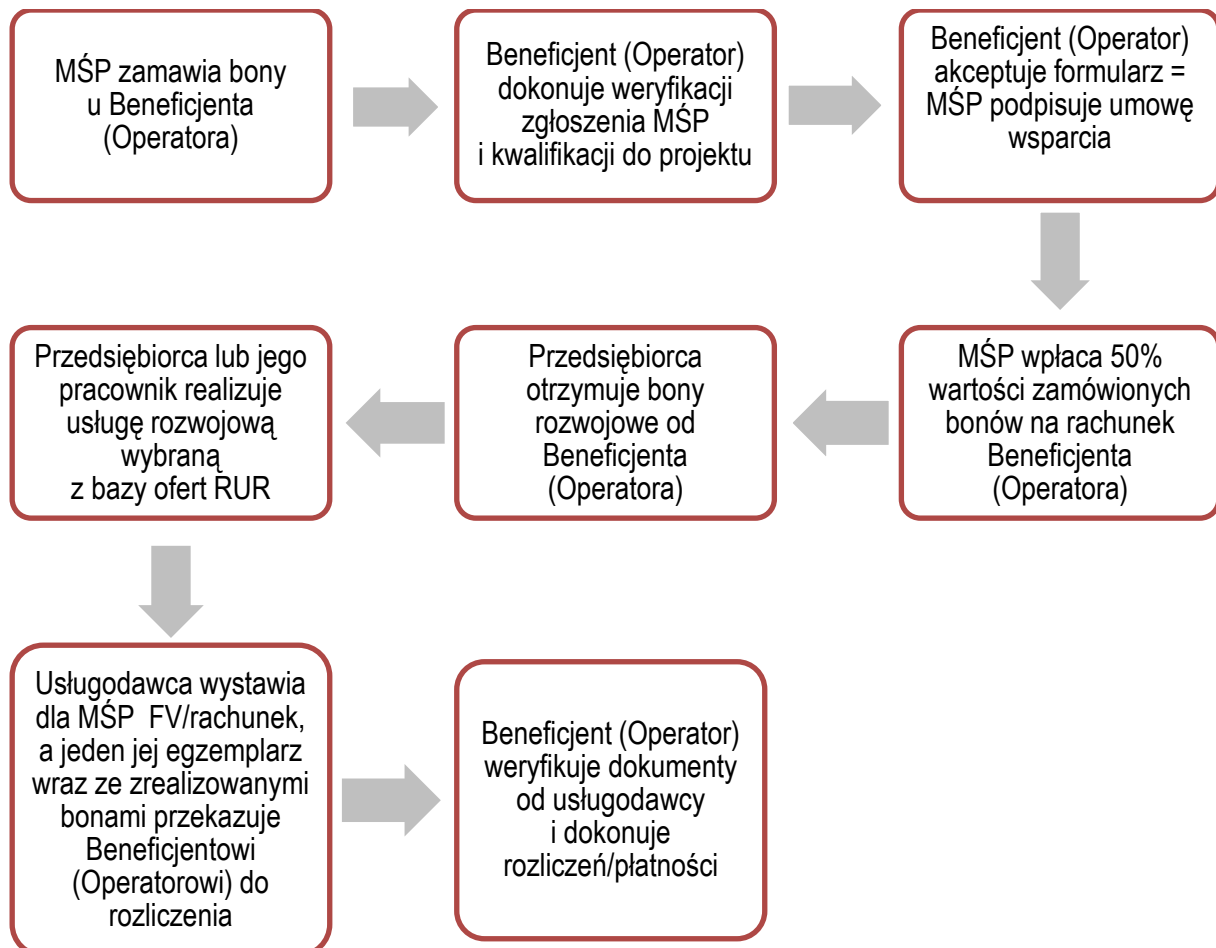 MŚP zamawia bony
u Beneficjenta
(Operatora)
Beneficjent (Operator)
dokonuje weryfikacji
zgłoszenia MŚP
i kwalifikacji do projektu
Beneficjent (Operator)
akceptuje formularz =
MŚP podpisuje umowę
wsparcia
MŚP wpłaca 50%
wartości zamówionych
bonów na rachunek
Beneficjenta
(Operatora)
Przedsiębiorca
otrzymuje bony
rozwojowe od
Beneficjenta
(Operatora)
Przedsiębiorca lub jego
pracownik realizuje
usługę rozwojową
wybraną
z bazy ofert RUR
Usługodawca wystawia
dla MŚP FV/rachunek,
a jeden jej egzemplarz
wraz ze zrealizowanymi
bonami przekazuje
Beneficjentowi
(Operatorowi) do
rozliczenia
Beneficjent (Operator)
weryfikuje dokumenty
od usługodawcy
i dokonuje
rozliczeń/płatności